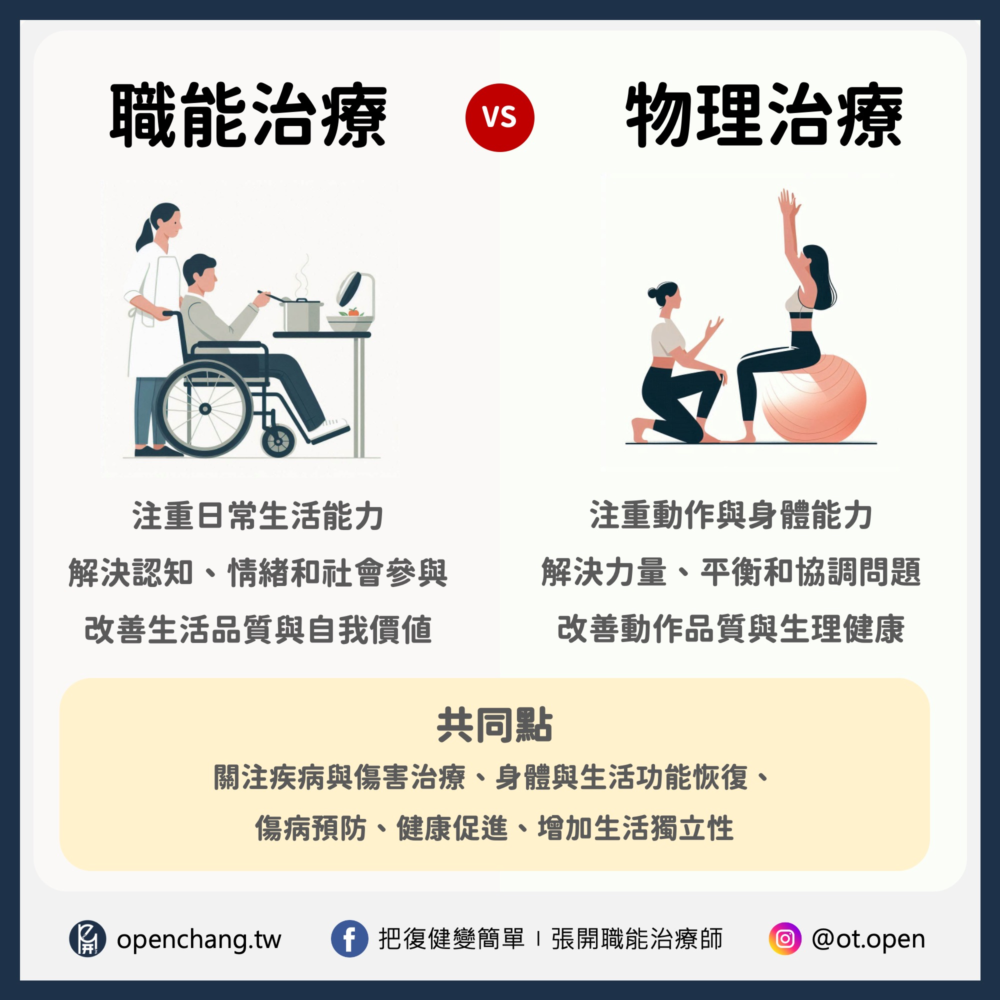 職能治療
VS
物理治療
注重日常生活能力
解決認知、情緒和社會參與
改善生活品質與自我價值
注重動作與身體能力
解決力量、平衡和協調問題
改善動作品質與生理健康
共同點
關注疾病與傷害治療、身體與生活功能恢復、
傷病預防、健康促進、增加生活獨立性
openchang.tw
把復健變簡單 | 張開職能治療師
@ot.open